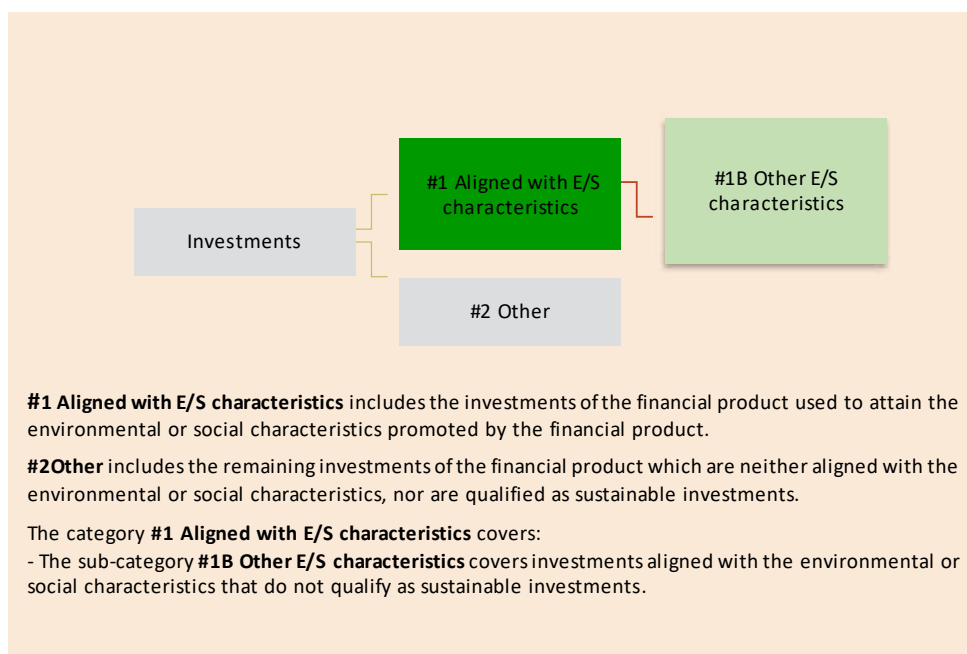 #1 Aligned with E/S
characteristics
#1B Other E/S
characteristics
Investments
#2 Other
#1 Aligned with E/S characteristics includes the investments of the financial product used to attain the
environmental or social characteristics promoted by the financial product.
#2Other includes the remaining investments of the financial product which are neither aligned with the
environmental or social characteristics, nor are qualified as sustainable investments.
The category #1 Aligned with E/S characteristics covers:
- The sub-category #1B Other E/S characteristics covers investments aligned with the environmental or
social characteristics that do not qualify as sustainable investments.